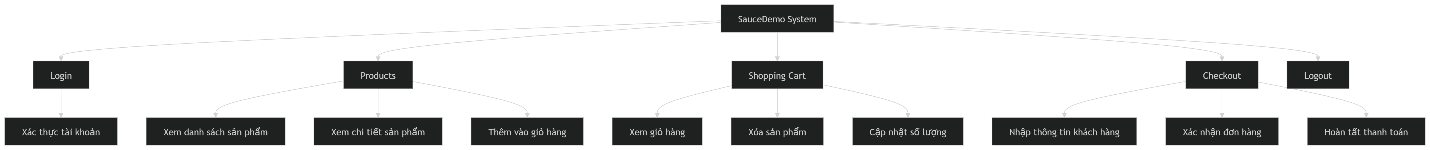 SauceDemo System
Login
Products
Shopping Cart
Checkout
Logout
Xác thực tài khoản
Xem danh sách sản phẩm
Xem chi tiết sản phẩm
Thêm vào giỏ hàng
Xem giỏ hàng
Xóa sản phẩm
Cập nhật số lượng
Nhập thông tin khách hàng
Xác nhận đơn hàng
Hoàn tất thanh toán